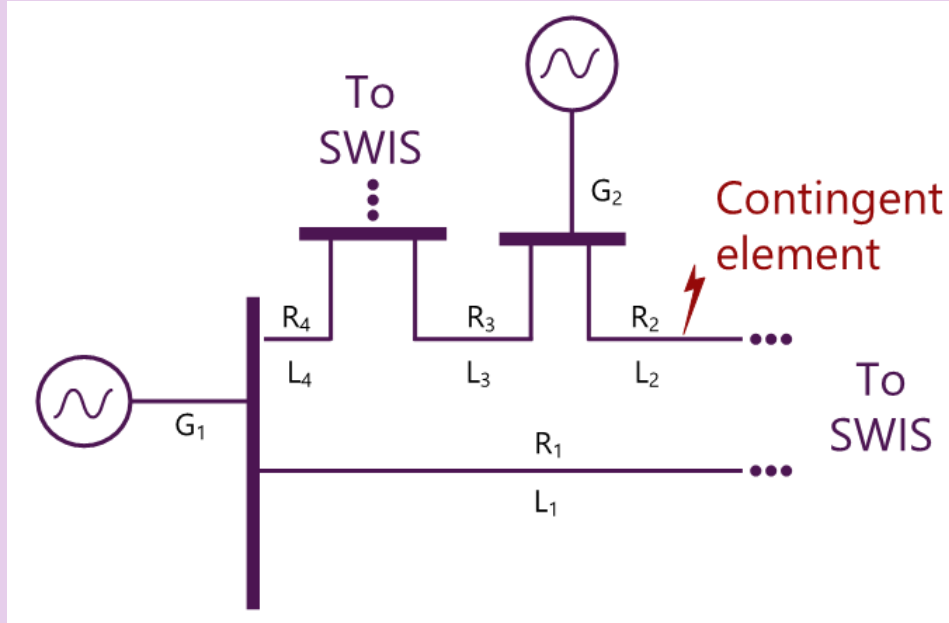 To
SWIS
G₂
Contingent
element
R₄
R₃
R₂
L₄
L₃
L₂
To
SWIS
G₁
R₁
L₁